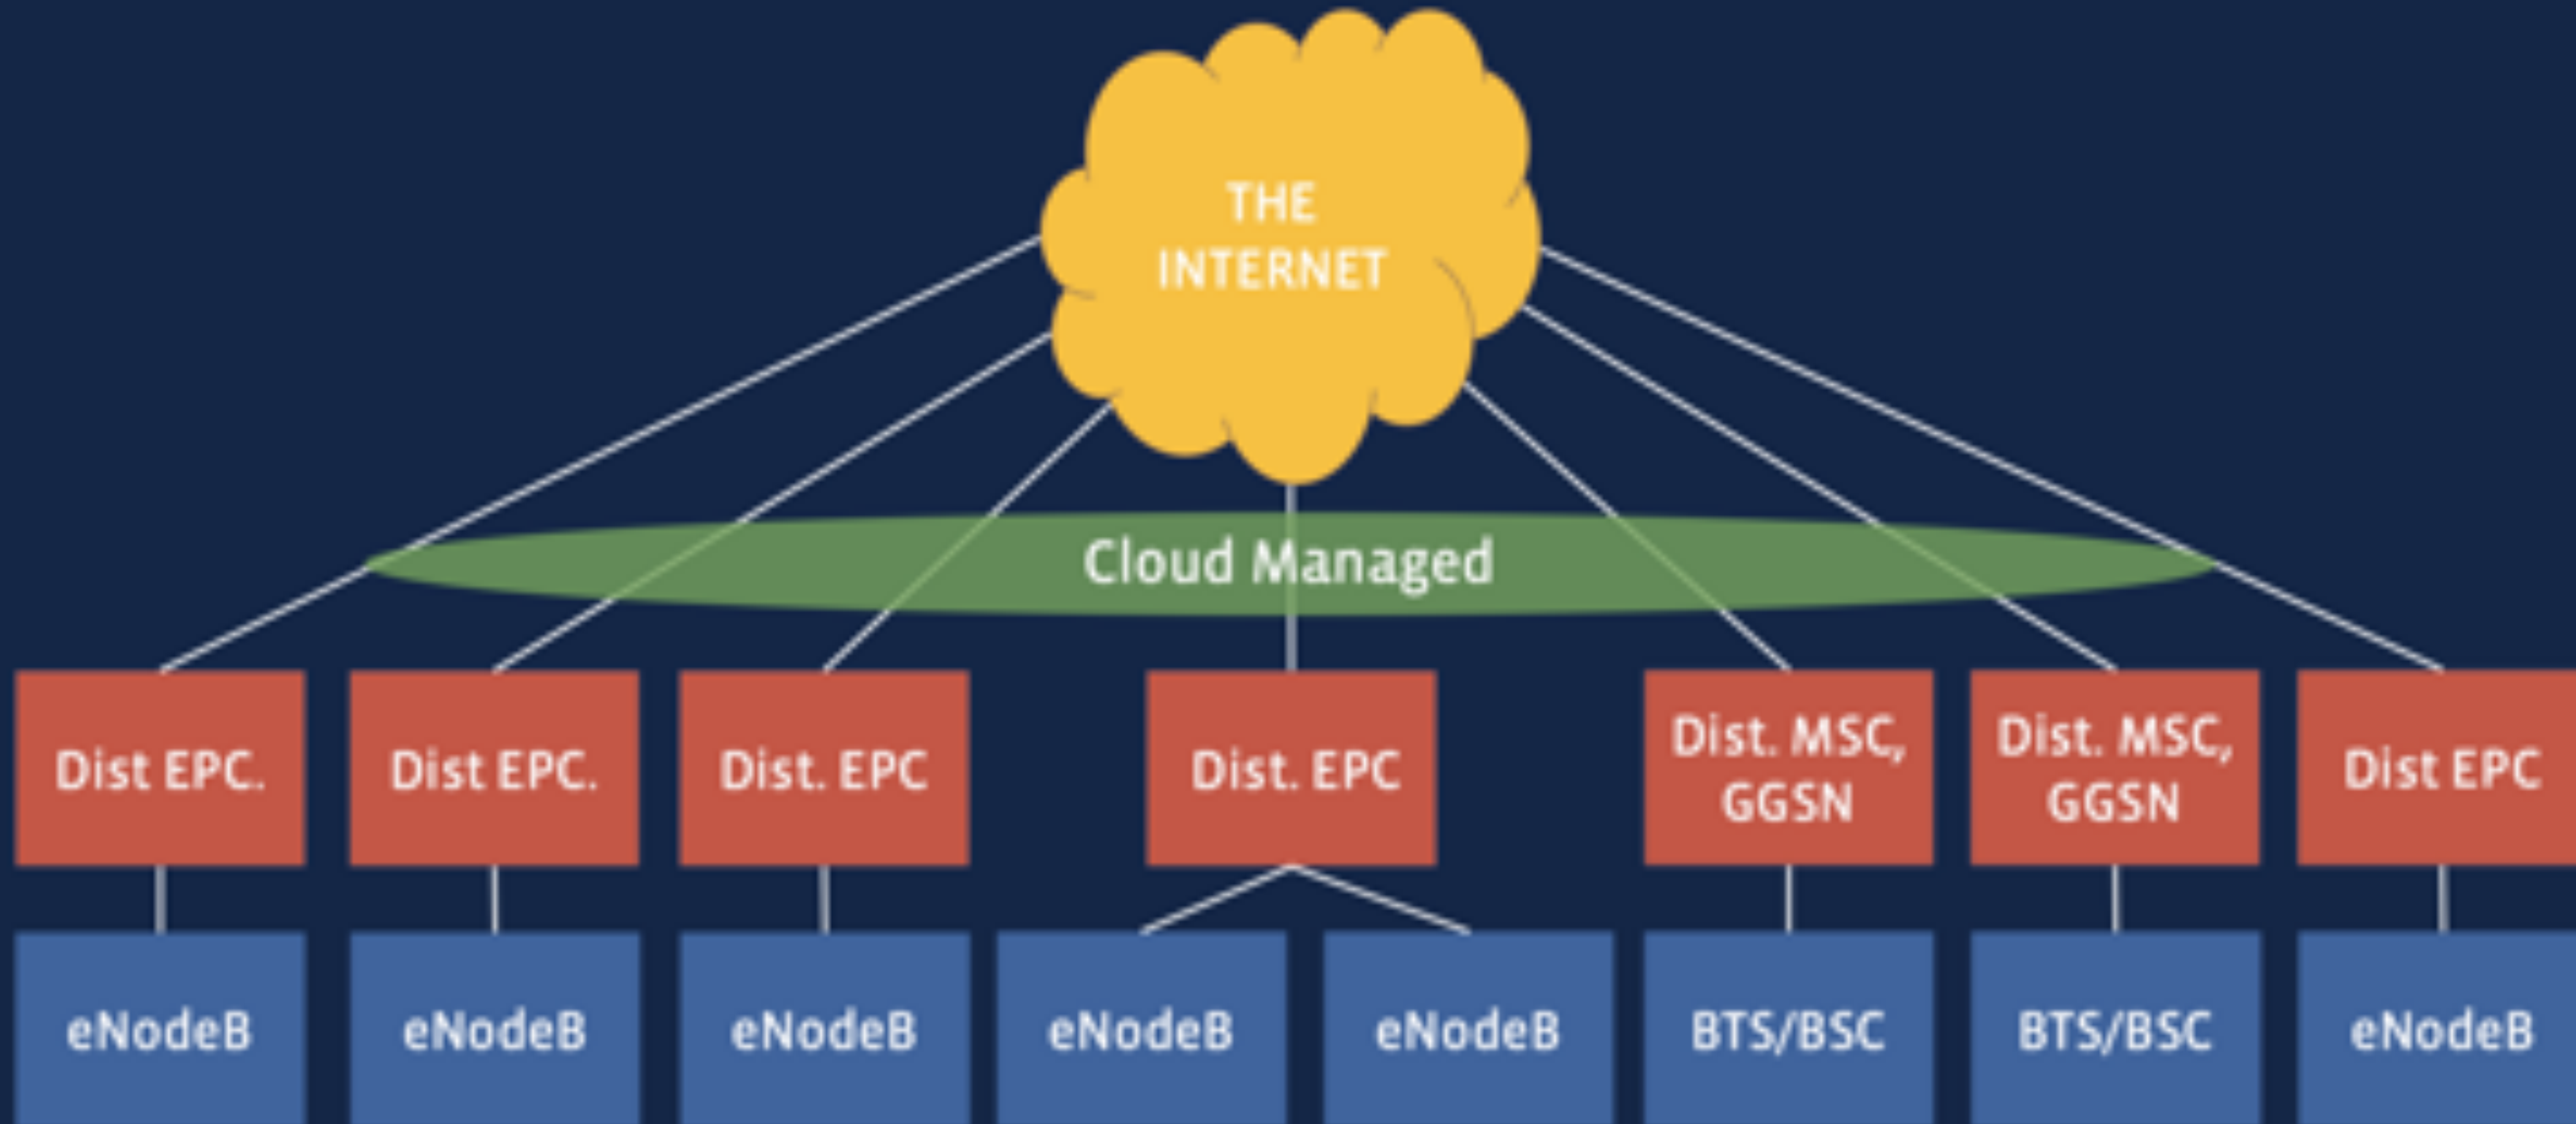 THE
INTERNET
Cloud Managed
Dist EPC.
Dist EPC.
Dist. EPC
Dist. EPC
Dist. MSC,
GGSN
Dist. MSC,
GGSN
Dist EPC
eNodeB
eNodeB
eNodeB
eNodeB
eNodeB
BTS/BSC
BTS/BSC
eNodeB